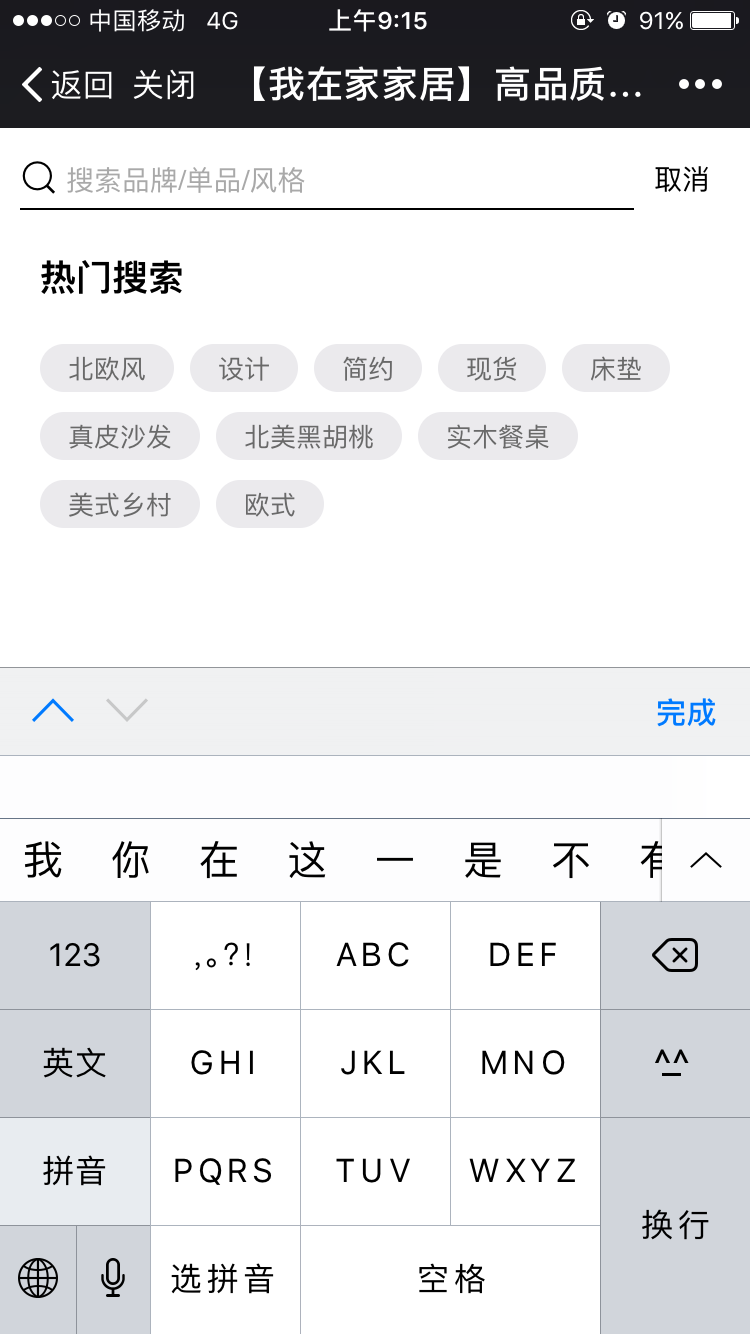 中国移动 4G 上午9:15 91%
返回 关闭 【我在家家居】高品质...
搜索品牌/单品/风格 取消
热门搜索
北欧风 设计 简约 现货 床垫
真皮沙发 北美黑胡桃 实木餐桌
美式乡村 欧式
完成
我 你 在 这 一 是 不 有
123 ,。?! ABC DEF
英文 GHI JKL MNO ^^
拼音 PQRS TUV WXYZ
换行
选拼音 空格